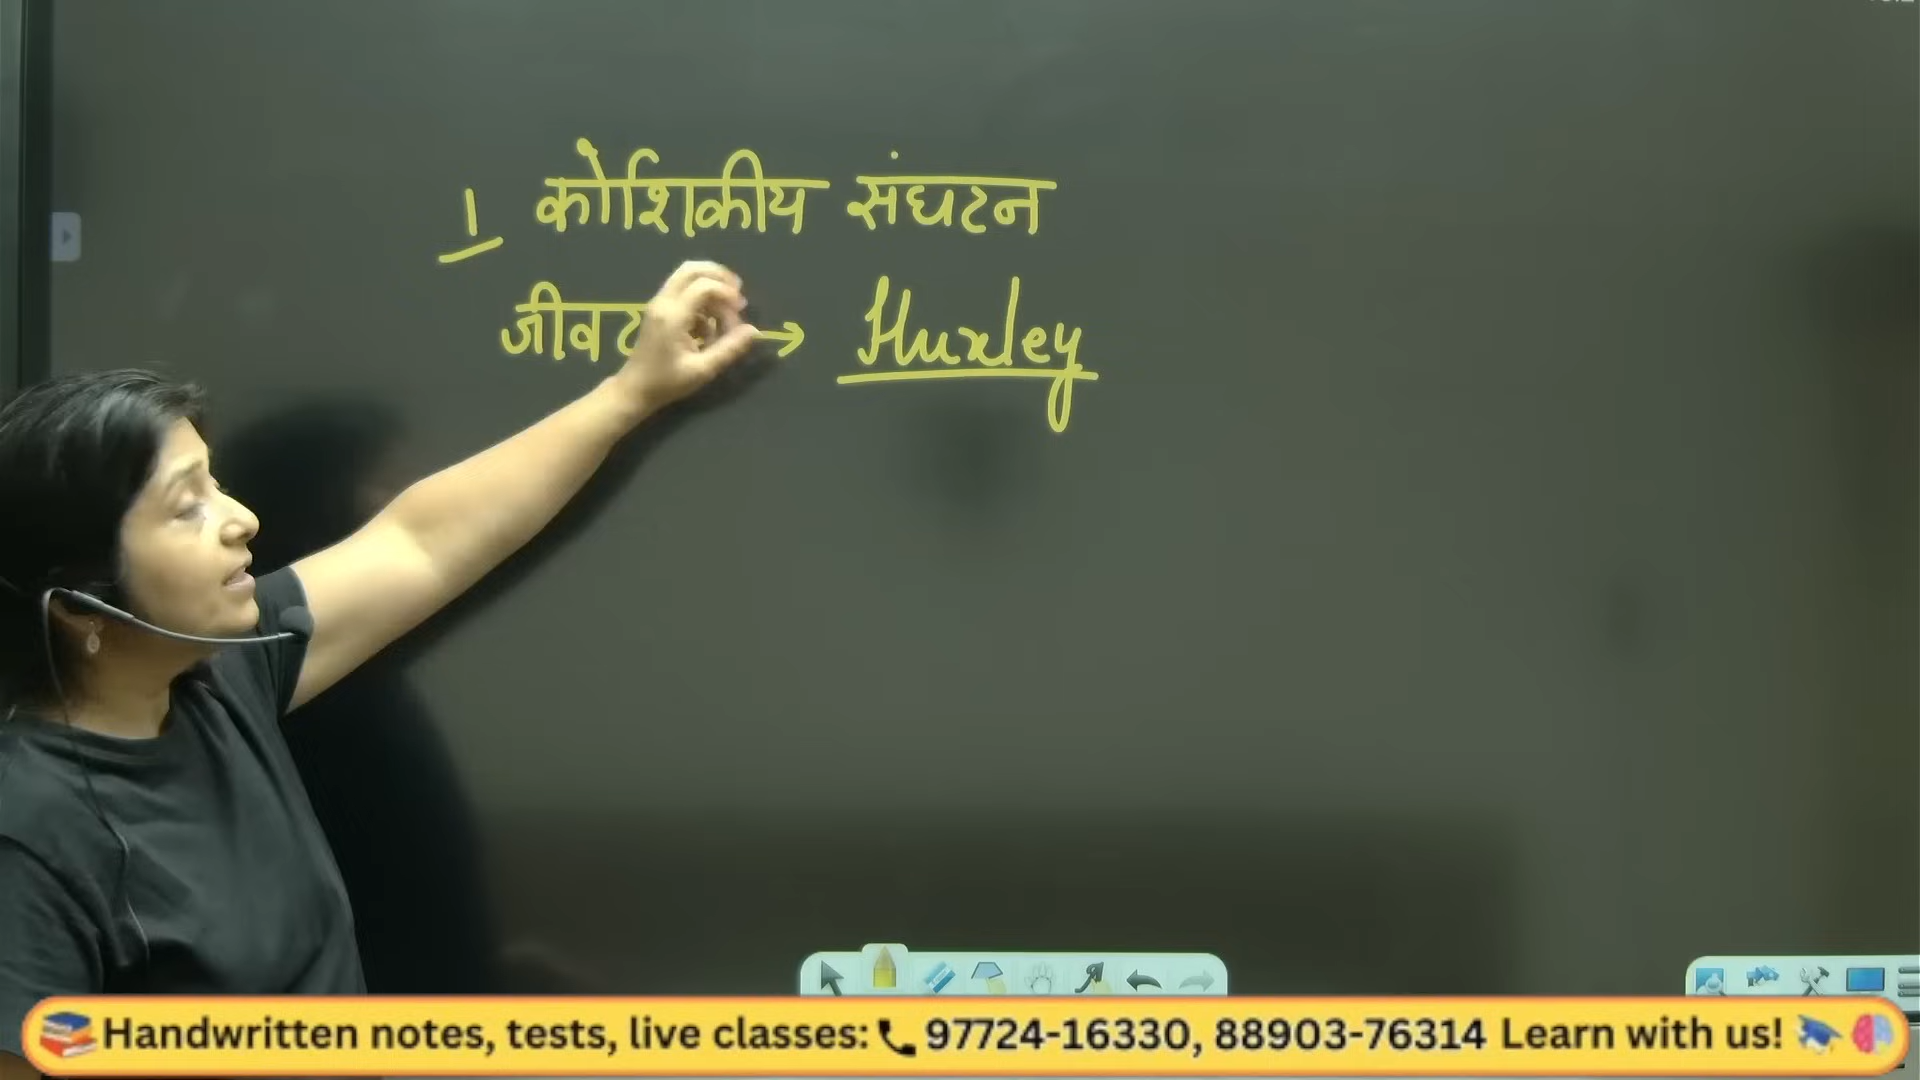 1 कोशिकीय संघटन
→ Huxley
Handwritten notes, tests, live classes: 97724-16330, 88903-76314 Learn with us!